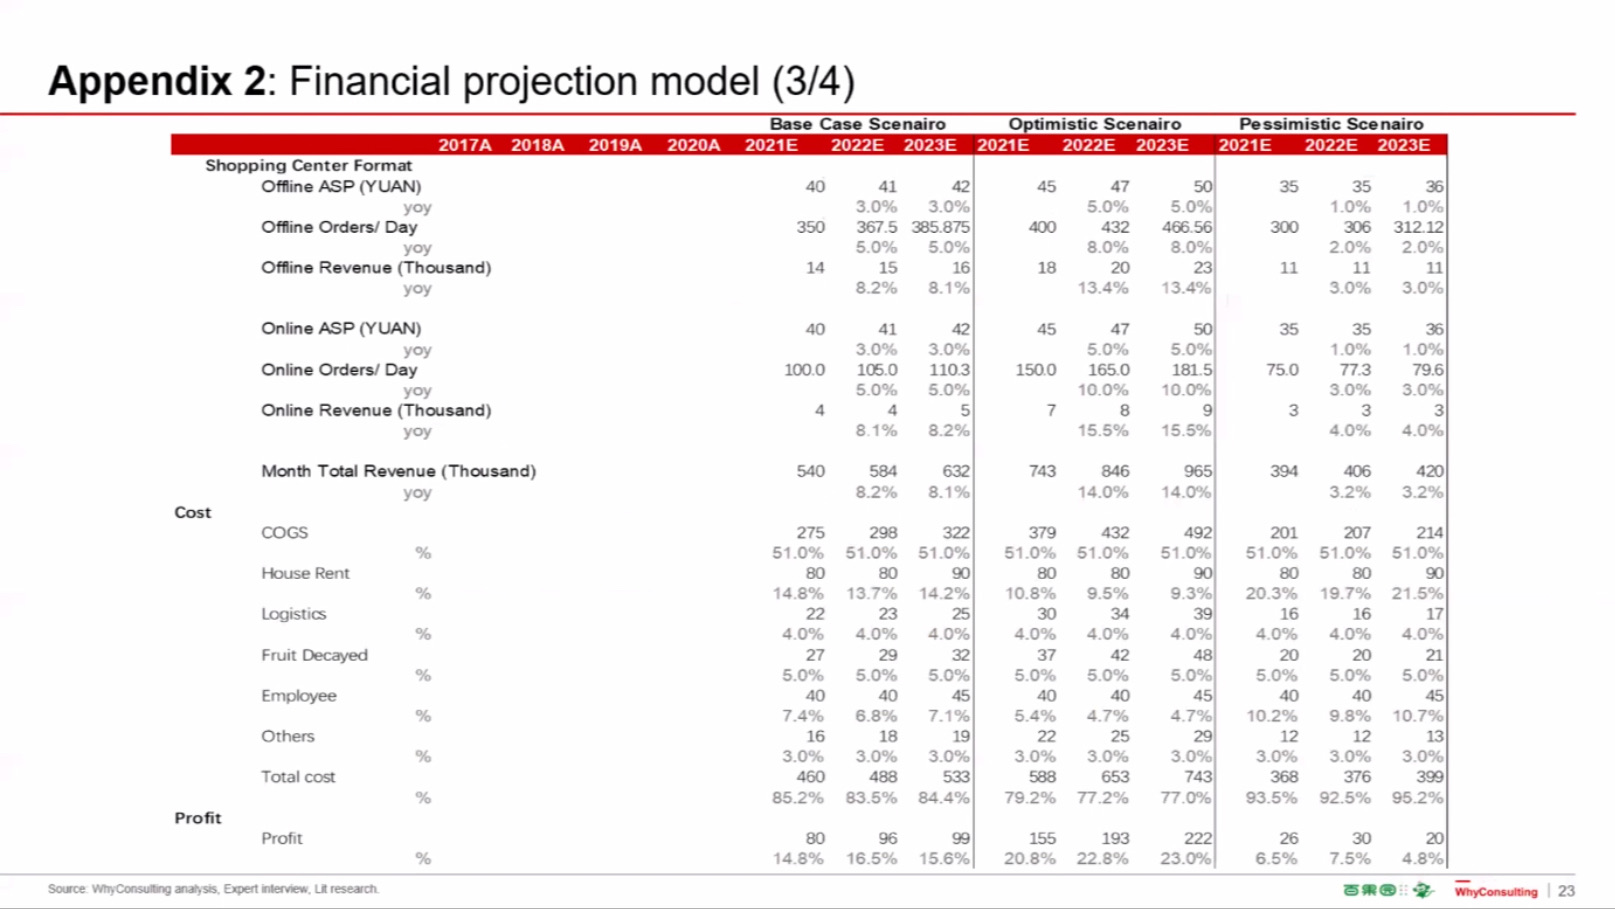 Appendix 2: Financial projection model (3/4)
Base Case Scenairo Optimistic Scenairo Pessimistic Scenairo
2017A 2018A 2019A 2020A 2021E 2022E 2023E 2021E 2022E 2023E 2021E 2022E 2023E
Shopping Center Format
Offline ASP (YUAN) 40 41 42 45 47 50 35 35 36
yoy 3.0% 3.0% 5.0% 5.0% 1.0% 1.0%
Offline Orders/ Day 350 367.5 385.875 400 432 466.56 300 306 312.12
yoy 5.0% 5.0% 8.0% 8.0% 2.0% 2.0%
Offline Revenue (Thousand) 14 15 16 18 20 23 11 11 11
yoy 8.2% 8.1% 13.4% 13.4% 3.0% 3.0%
Online ASP (YUAN) 40 41 42 45 47 50 35 35 36
yoy 3.0% 3.0% 5.0% 5.0% 1.0% 1.0%
Online Orders/ Day 100.0 105.0 110.3 150.0 165.0 181.5 75.0 77.3 79.6
yoy 5.0% 5.0% 10.0% 10.0% 3.0% 3.0%
Online Revenue (Thousand) 4 4 5 7 8 9 3 3 3
yoy 8.1% 8.2% 15.5% 15.5% 4.0% 4.0%
Month Total Revenue (Thousand) 540 584 632 743 846 965 394 406 420
yoy 8.2% 8.1% 14.0% 14.0% 3.2% 3.2%
Cost
COGS 275 298 322 379 432 492 201 207 214
% 51.0% 51.0% 51.0% 51.0% 51.0% 51.0% 51.0% 51.0% 51.0%
House Rent 80 80 90 80 80 90 80 80 90
% 14.8% 13.7% 14.2% 10.8% 9.5% 9.3% 20.3% 19.7% 21.5%
Logistics 22 23 25 30 34 39 16 16 17
% 4.0% 4.0% 4.0% 4.0% 4.0% 4.0% 4.0% 4.0% 4.0%
Fruit Decayed 27 29 32 37 42 48 20 20 21
% 5.0% 5.0% 5.0% 5.0% 5.0% 5.0% 5.0% 5.0% 5.0%
Employee 40 40 45 40 40 45 40 40 45
% 7.4% 6.8% 7.1% 5.4% 4.7% 4.7% 10.2% 9.8% 10.7%
Others 16 18 19 22 25 29 12 12 13
% 3.0% 3.0% 3.0% 3.0% 3.0% 3.0% 3.0% 3.0% 3.0%
Total cost 460 488 533 588 653 743 368 376 399
% 85.2% 83.5% 84.4% 79.2% 77.2% 77.0% 93.5% 92.5% 95.2%
Profit
Profit 80 96 99 155 193 222 26 30 20
% 14.8% 16.5% 15.6% 20.8% 22.8% 23.0% 6.5% 7.5% 4.8%
Source: WhyConsulting analysis, Expert interview, Lit research.
百果园 WhyConsulting 23